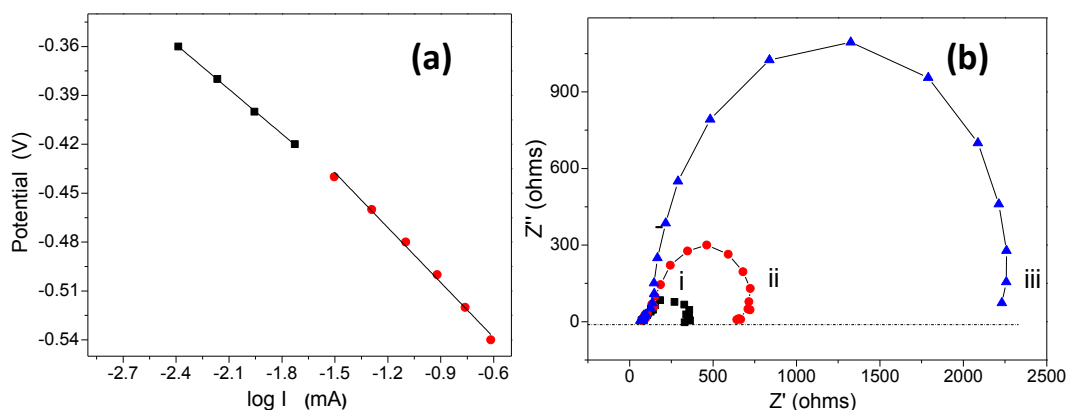 (a)
Potential (V)
-0.36
-0.39
-0.42
-0.45
-0.48
-0.51
-0.54
-2.7 -2.4 -2.1 -1.8 -1.5 -1.2 -0.9 -0.6
log I (mA)
(b)
Z" (ohms)
900
600
300
0
i
ii
iii
0 500 1000 1500 2000 2500
Z' (ohms)